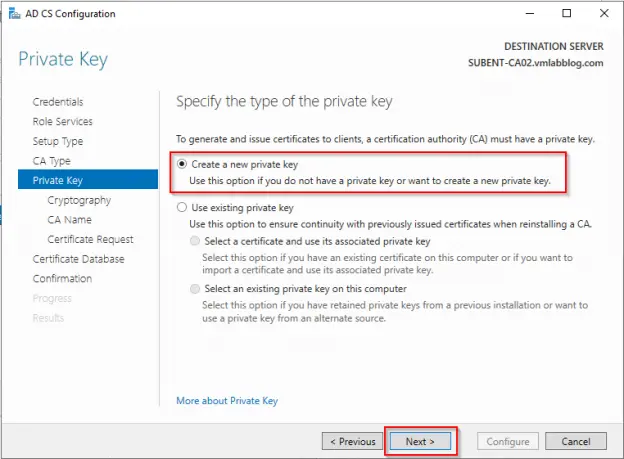 AD CS Configuration
Private Key
DESTINATION SERVER
SUBENT-CA02.vmlabblog.com
Credentials
Role Services
Setup Type
CA Type
Private Key
Cryptography
CA Name
Certificate Request
Certificate Database
Confirmation
Progress
Results
Specify the type of the private key
To generate and issue certificates to clients, a certification authority (CA) must have a private key.
Create a new private key
Use this option if you do not have a private key or want to create a new private key.
Use existing private key
Use this option to ensure continuity with previously issued certificates when reinstalling a CA.
Select a certificate and use its associated private key
Select this option if you have an existing certificate on this computer or if you want to
import a certificate and use its associated private key.
Select an existing private key on this computer
Select this option if you have retained private keys from a previous installation or want to
use a private key from an alternate source.
More about Private Key
< Previous
Next >
Configure
Cancel